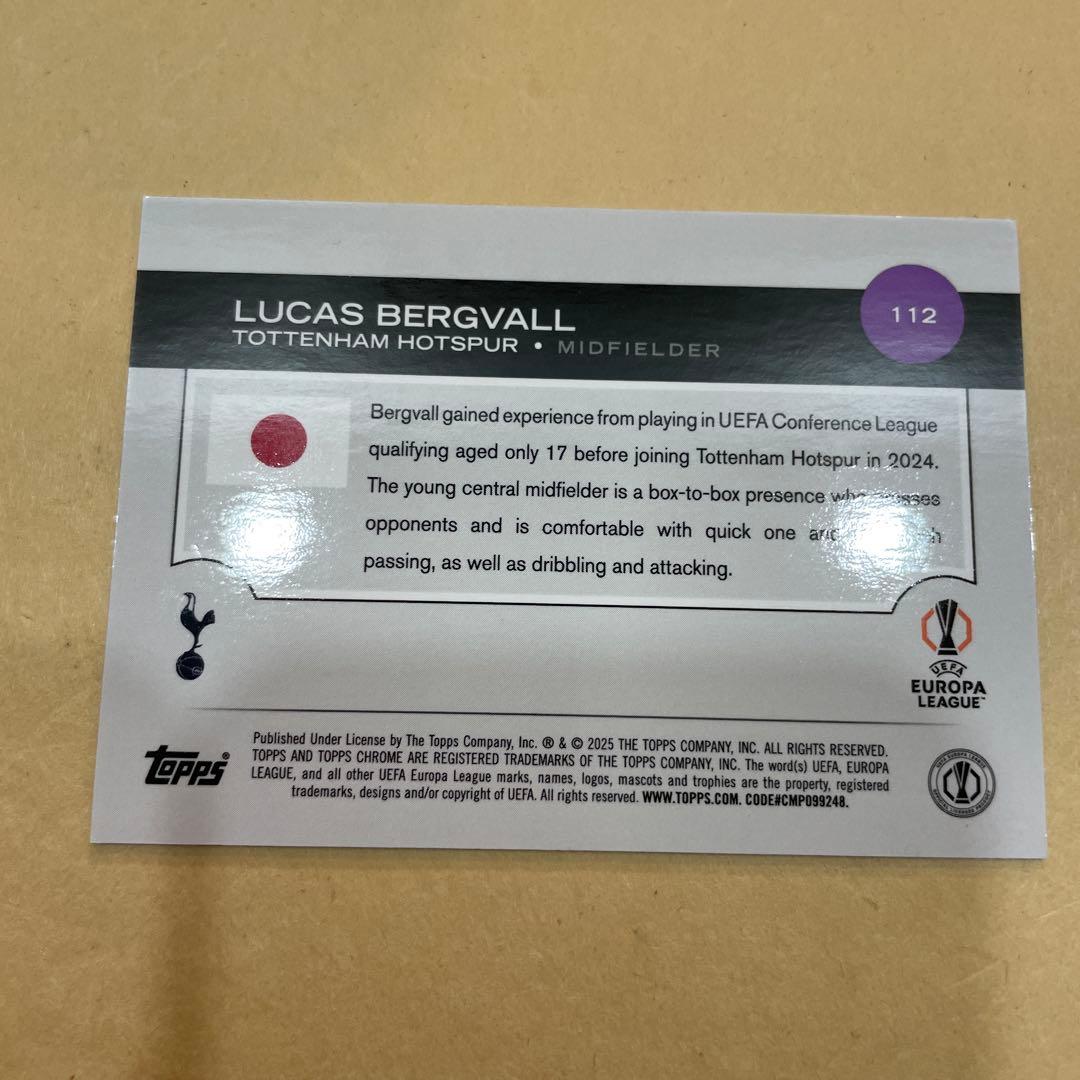 LUCAS BERGVALL
112
TOTTENHAM HOTSPUR • MIDFIELDER
Bergvall gained experience from playing in UEFA Conference League
qualifying aged only 17 before joining Tottenham Hotspur in 2024.
The young central midfielder is a box-to-box presence who
opponents and is comfortable with quick one
passing, as well as dribbling and attacking.
UEFA
EUROPA
LEAGUE™
Published Under License by The Topps Company, Inc. ® & © 2025 THE TOPPS COMPANY, INC. ALL RIGHTS RESERVED.
TOPPS AND TOPPS CHROME ARE REGISTERED TRADEMARKS OF THE TOPPS COMPANY, INC. The word(s) UEFA, EUROPA
LEAGUE, and all other UEFA Europa League marks, names, logos, mascots and trophies are the property, registered
trademarks, designs and/or copyright of UEFA. All rights reserved. WWW.TOPPS.COM. CODE#CMP099248.
topps®